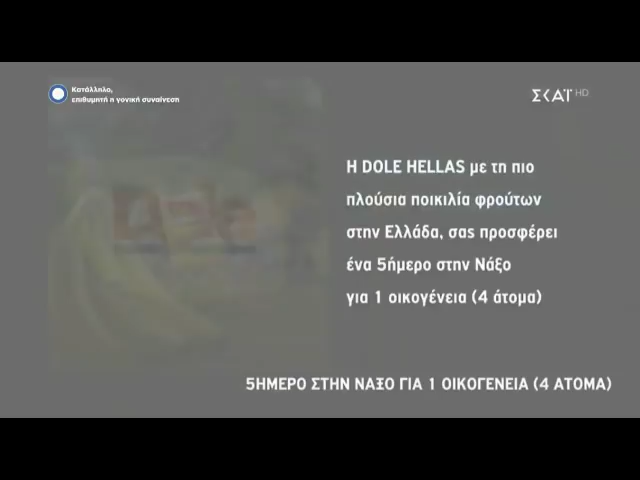 Κατάλληλο,
επιθυμητή η γονική συναίνεση
ΣΚΑΪ HD
Η DOLE HELLAS με τη πιο
πλούσια ποικιλία φρούτων
στην Ελλάδα, σας προσφέρει
ένα 5ήμερο στην Νάξο
για 1 οικογένεια (4 άτομα)
Dole
5ΗΜΕΡΟ ΣΤΗΝ ΝΑΞΟ ΓΙΑ 1 ΟΙΚΟΓΕΝΕΙΑ (4 ΑΤΟΜΑ)